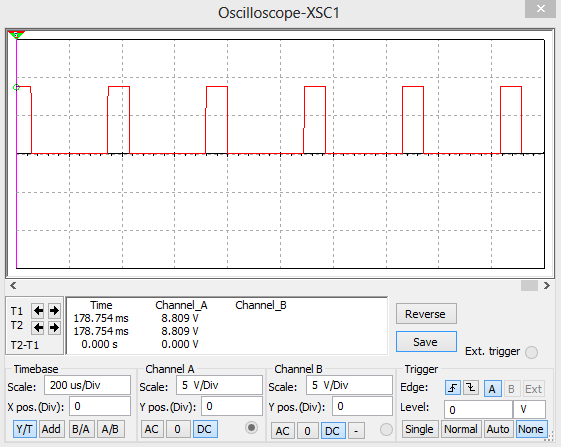 Oscilloscope-XSC1
T1
T2
T2-T1
Time Channel_A Channel_B
178.754 ms 8.809 V
178.754 ms 8.809 V
0.000 s 0.000 V
Reverse
Save
Ext. trigger
Timebase
Scale: 200 us/Div
X pos.(Div): 0
Y/T Add B/A A/B
Channel A
Scale: 5 V/Div
Y pos.(Div): 0
AC 0 DC
Channel B
Scale: 5 V/Div
Y pos.(Div): 0
AC 0 DC -
Trigger
Edge: A B Ext
Level: 0 V
Single Normal Auto None